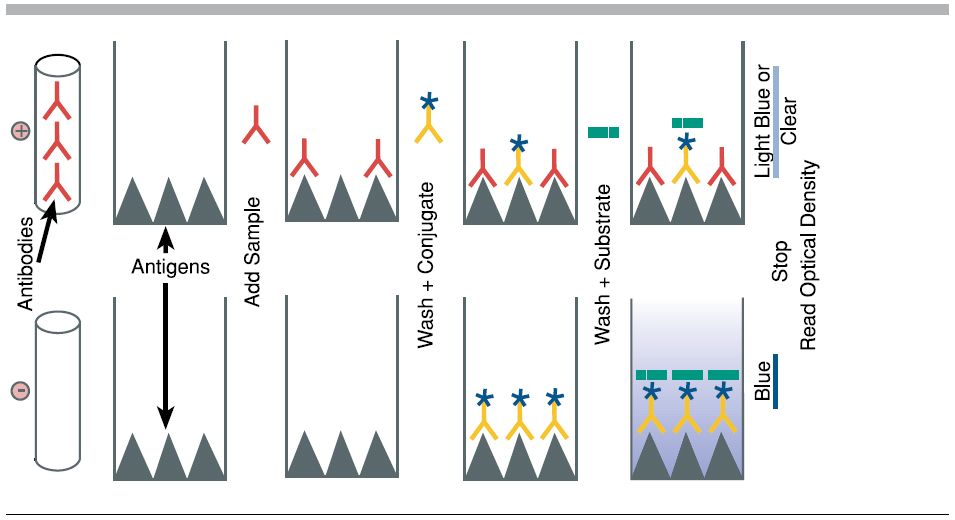 +
Antibodies
-
Antigens
Add Sample
Wash + Conjugate
Wash + Substrate
Light Blue or
Clear
Stop
Read Optical Density
Blue